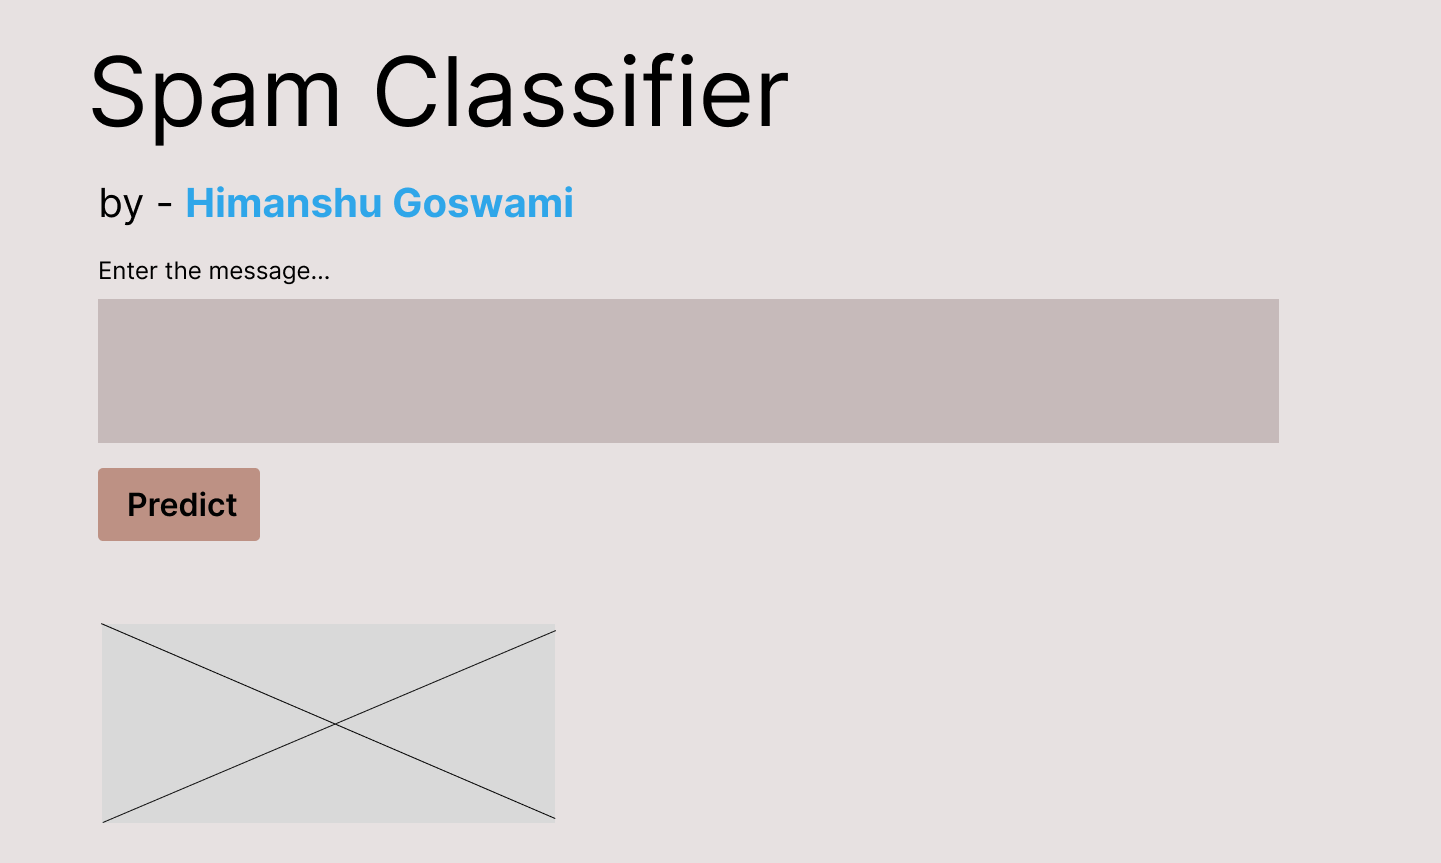 Spam Classifier
by - Himanshu Goswami
Enter the message...
Predict